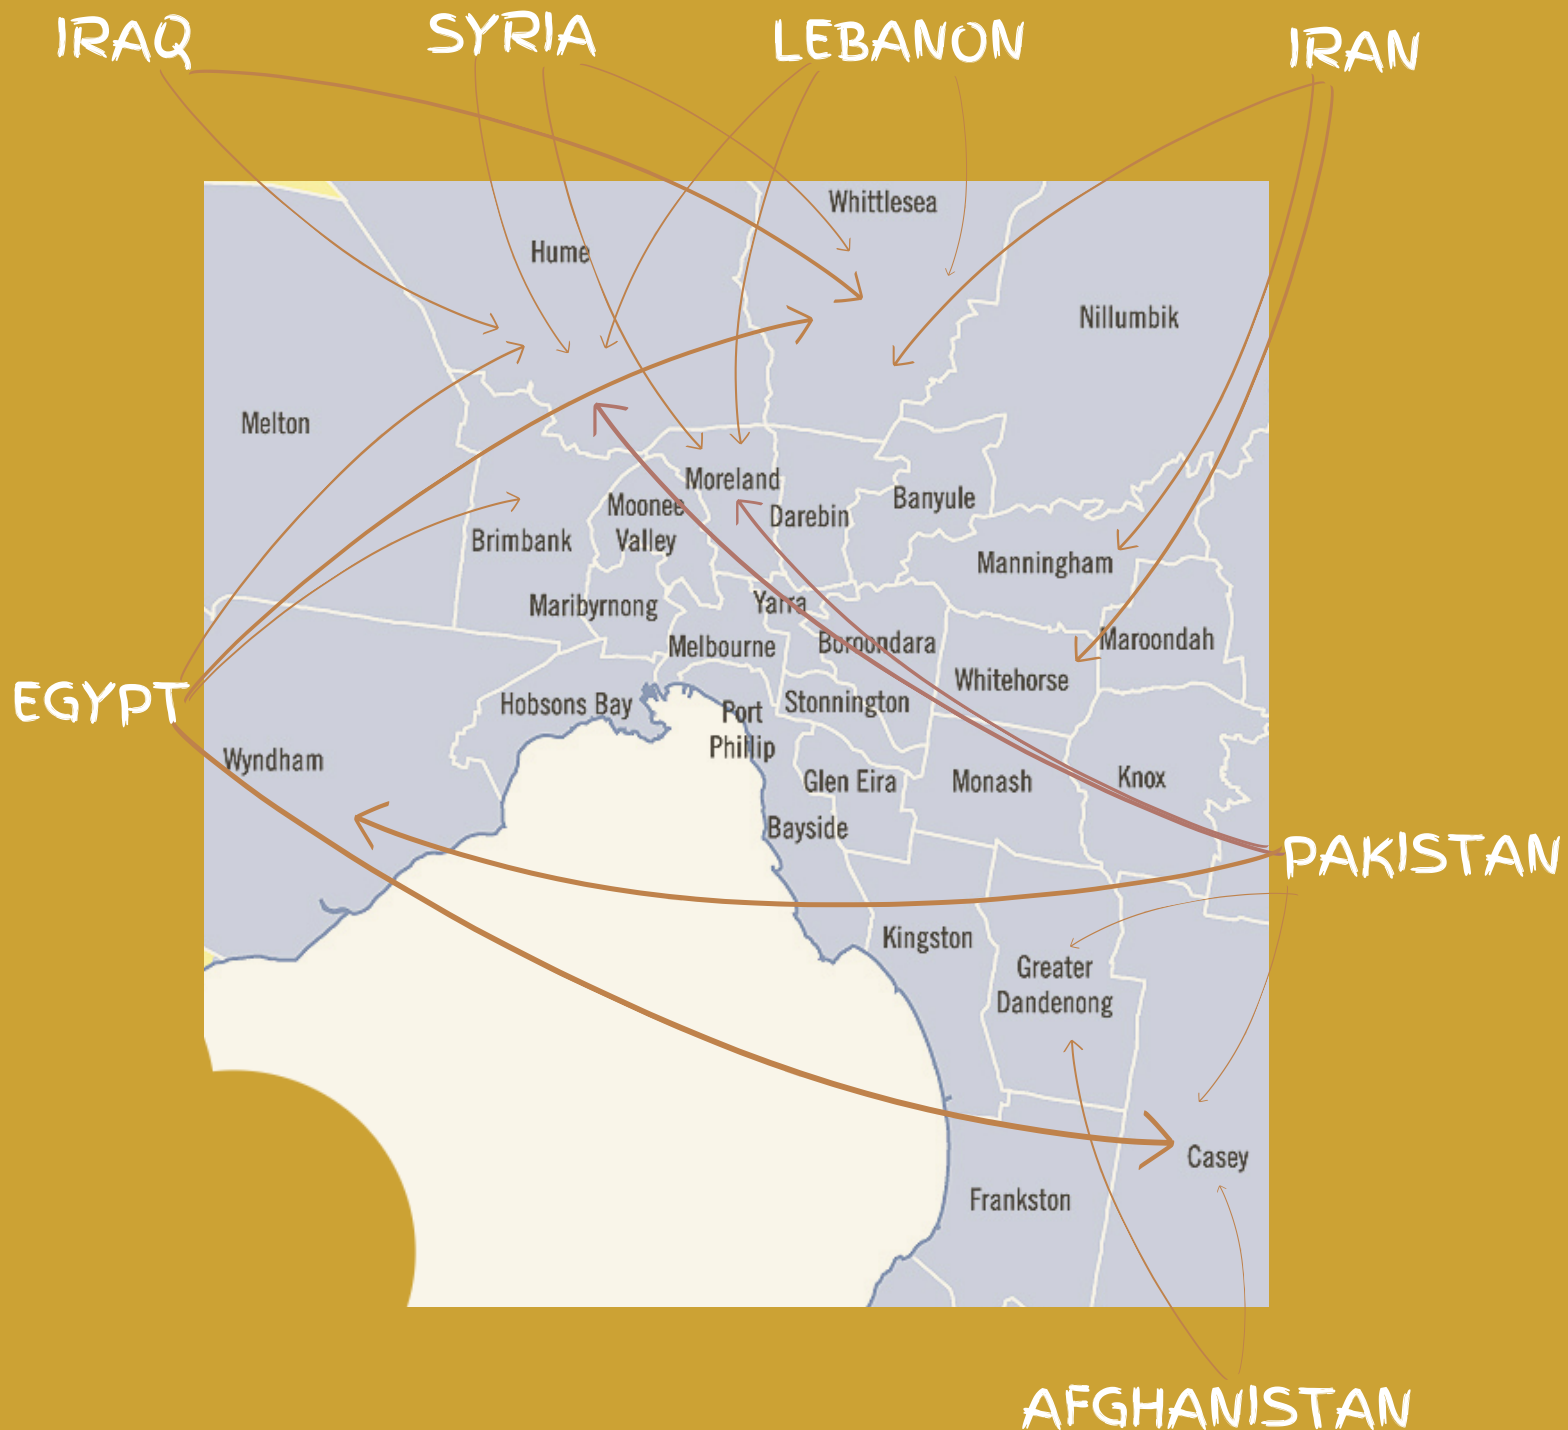 IRAQ
SYRIA
LEBANON
IRAN
Whittlesea
Hume
Nillumbik
Melton
Moreland
Banyule
Moonee
Valley
Darebin
Brimbank
Manningham
Maribyrnong
Yarra
Melbourne
Boroondara
Maroondah
Whitehorse
EGYPT
Hobsons Bay
Stonnington
Port
Phillip
Wyndham
Glen Eira
Monash
Knox
Bayside
PAKISTAN
Kingston
Greater
Dandenong
Casey
Frankston
AFGHANISTAN